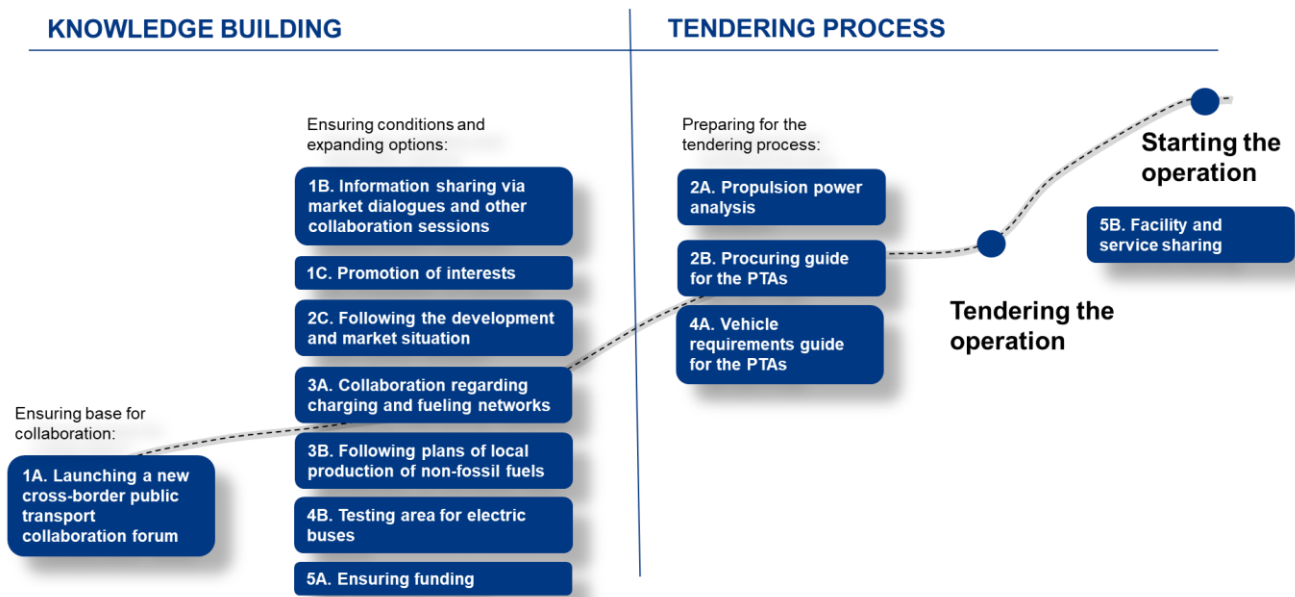 KNOWLEDGE BUILDING
TENDERING PROCESS
Ensuring base for
collaboration:
1A. Launching a new
cross-border public
transport
collaboration forum
Ensuring conditions and
expanding options:
1B. Information sharing via
market dialogues and other
collaboration sessions
1C. Promotion of interests
2C. Following the development
and market situation
3A. Collaboration regarding
charging and fueling networks
3B. Following plans of local
production of non-fossil fuels
4B. Testing area for electric
buses
5A. Ensuring funding
Preparing for the
tendering process:
2A. Propulsion power
analysis
2B. Procuring guide
for the PTAs
4A. Vehicle
requirements guide
for the PTAs
Tendering the
operation
Starting the
operation
5B. Facility and
service sharing